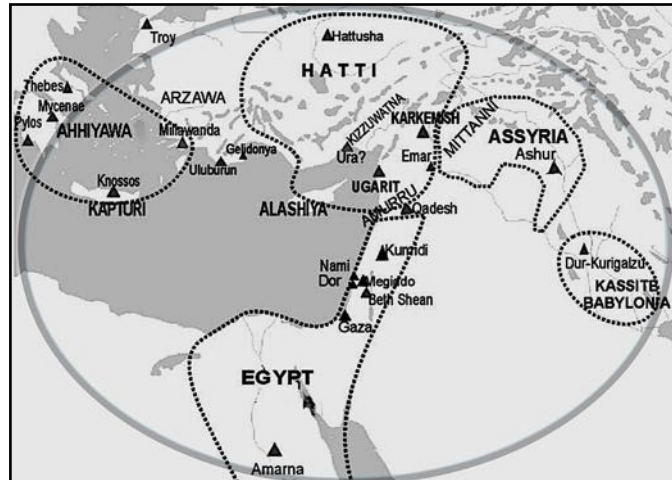 Troy
Hattusha
HATTI
Thebes
Mycenae
Pylos
AHHIYAWA
ARZAWA
Millawanda
Gelidonya
Uluburun
KIZZUWATNA
Ura?
KARKEMISH
Emar
MITTANNI
ASSYRIA
Ashur
Knossos
KAPTURI
ALASHIYA
UGARIT
AMURRU
Qadesh
Kumidi
Dur-Kurigalzu
KASSITE
BABYLONIA
Nami
Dor
Megiddo
Beth Shean
Gaza
EGYPT
Amarna